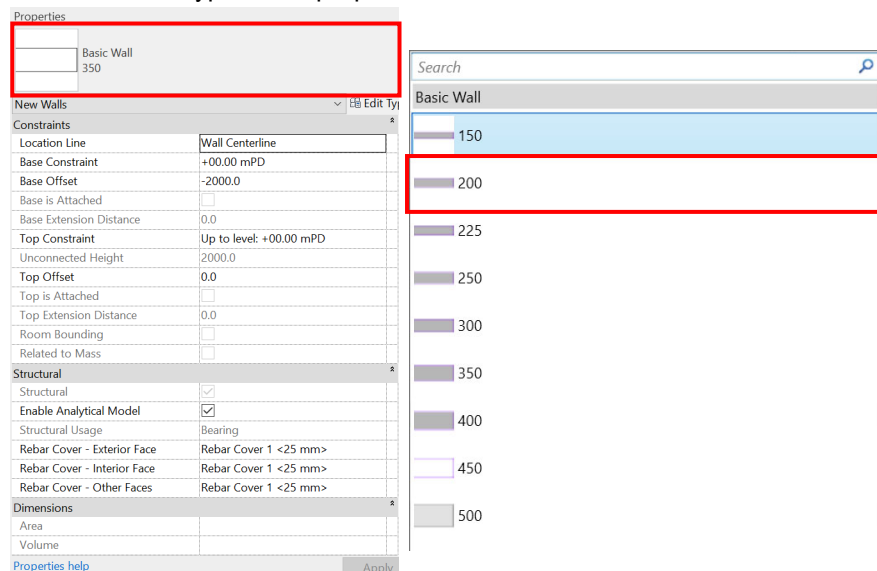 Properties
Basic Wall
350
New Walls
Edit Ty
Constraints
Location Line Wall Centerline
Base Constraint +00.00 mPD
Base Offset -2000.0
Base is Attached
Base Extension Distance 0.0
Top Constraint Up to level: +00.00 mPD
Unconnected Height 2000.0
Top Offset 0.0
Top is Attached
Top Extension Distance 0.0
Room Bounding
Related to Mass
Structural
Structural
Enable Analytical Model
Structural Usage Bearing
Rebar Cover - Exterior Face Rebar Cover 1 <25 mm>
Rebar Cover - Interior Face Rebar Cover 1 <25 mm>
Rebar Cover - Other Faces Rebar Cover 1 <25 mm>
Dimensions
Area
Volume
Properties help Apply
Search
Basic Wall
150
200
225
250
300
350
400
450
500